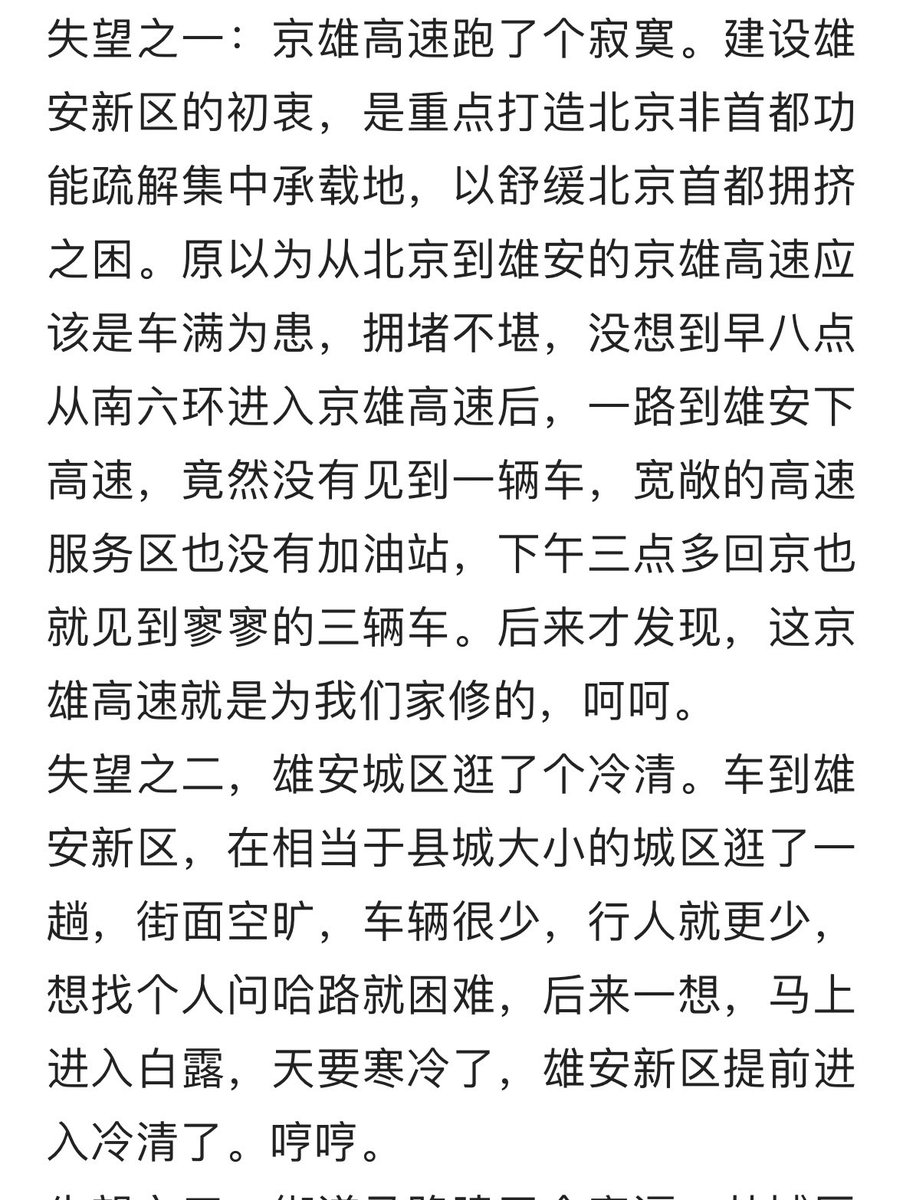 失望之一：京雄高速跑了个寂寞。建设雄
安新区的初衷，是重点打造北京非首都功
能疏解集中承载地，以舒缓北京首都拥挤
之困。原以为从北京到雄安的京雄高速应
该是车满为患，拥堵不堪，没想到早八点
从南六环进入京雄高速后，一路到雄安下
高速，竟然没有见到一辆车，宽敞的高速
服务区也没有加油站，下午三点多回京也
就见到寥寥的三辆车。后来才发现，这京
雄高速就是为我们家修的，呵呵。
失望之二，雄安城区逛了个冷清。车到雄
安新区，在相当于县城大小的城区逛了一
趟，街面空旷，车辆很少，行人就更少，
想找个人问哈路就困难，后来一想，马上
进入白露，天要寒冷了，雄安新区提前进
入冷清了。哼哼。